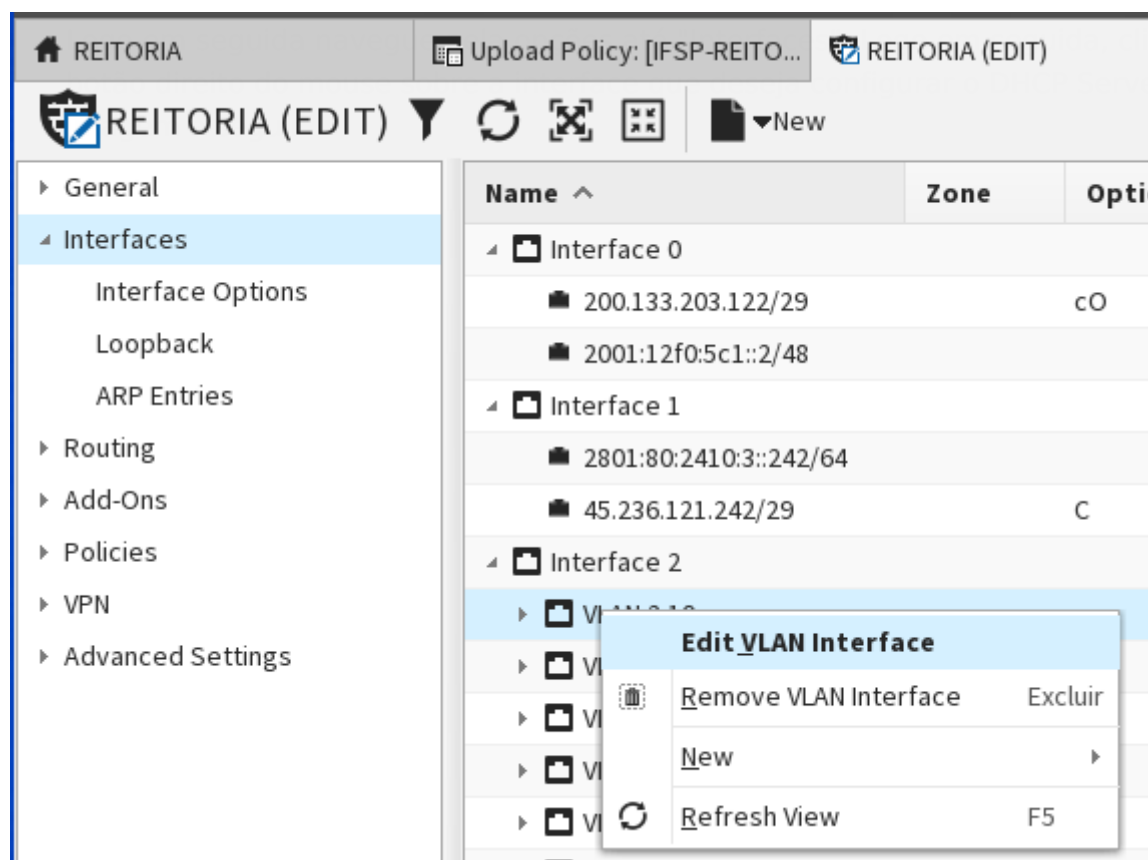 REITORIA
Upload Policy: [IFSP-REITO...
REITORIA (EDIT)
REITORIA (EDIT)
New
General
Interfaces
Interface Options
Loopback
ARP Entries
Routing
Add-Ons
Policies
VPN
Advanced Settings
Name
Zone
Opti
Interface 0
200.133.203.122/29
cO
2001:12f0:5c1::2/48
Interface 1
2801:80:2410:3::242/64
45.236.121.242/29
C
Interface 2
Edit VLAN Interface
Remove VLAN Interface
Excluir
New
Refresh View
F5